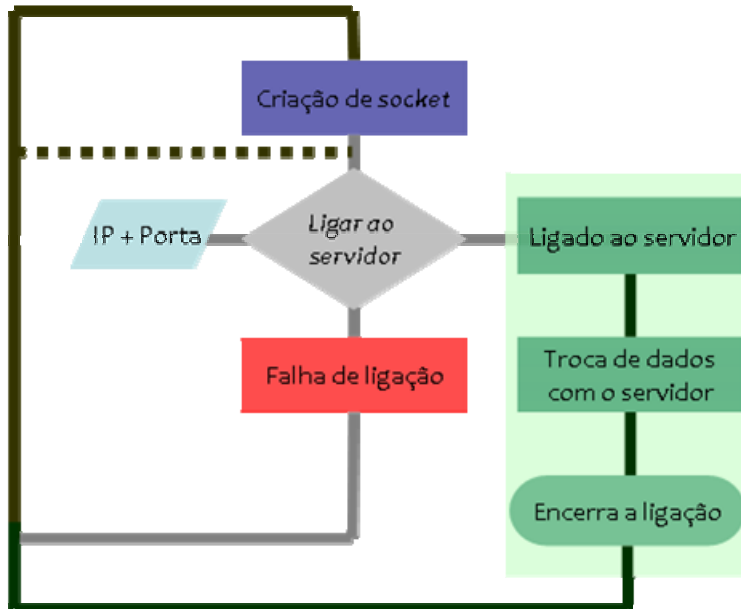 Criação de socket
IP + Porta
Ligar ao
servidor
Ligado ao servidor
Falha de ligação
Troca de dados
com o servidor
Encerra a ligação